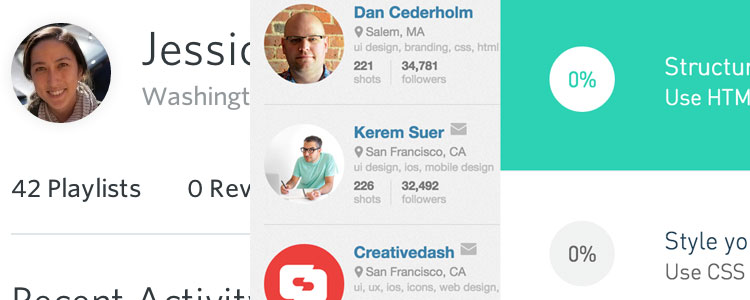 Jessic
Washingt
42 Playlists 0 Rev
Recent Activity
Dan Cederholm
Salem, MA
ui design, branding, css, html
221 34,781
shots followers
Kerem Suer
San Francisco, CA
ui design, ios, mobile design
226 32,492
shots followers
Creativedash
San Francisco, CA
ui, ux, ios, icons, web design,
0% Structur
Use HTM
0% Style yo
Use CSS